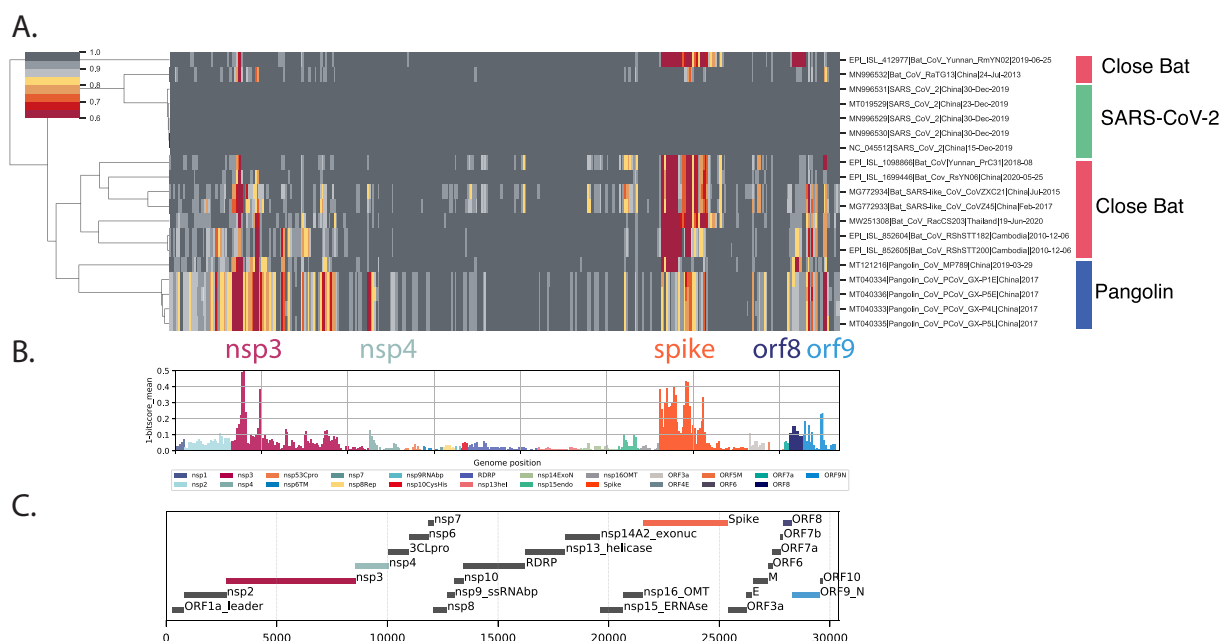 A.
1.0
0.9
0.8
0.7
0.6
EPI_ISL_412977|Bat_CoV_Yunnan_RmYN02|2019-06-25
MN996532|Bat_CoV_RaTG13|China|24-Jul-2013
MN996531|SARS_CoV_2|China|30-Dec-2019
MT019529|SARS_CoV_2|China|23-Dec-2019
MN996529|SARS_CoV_2|China|30-Dec-2019
MN996530|SARS_CoV_2|China|30-Dec-2019
NC_045512|SARS_CoV_2|China|15-Dec-2019
EPI_ISL_1098866|Bat_CoV|Yunnan_PrC31|2018-08
EPI_ISL_1699446|Bat_Cov_RsYN06|China|2020-05-25
MG772934|Bat_SARS-like_CoV_CoVZXC21|China|Jul-2015
MG772933|Bat_SARS-like_CoV_CoVZ45|China|Feb-2017
MW251308|Bat_CoV_RacCS203|Thailand|19-Jun-2020
EPI_ISL_852604|Bat_CoV_RShSTT182|Cambodia|2010-12-06
EPI_ISL_852605|Bat_CoV_RShSTT200|Cambodia|2010-12-06
MT121216|Pangolin_CoV_MP789|China|2019-03-29
MT040334|Pangolin_CoV_PCoV_GX-P1E|China|2017
MT040336|Pangolin_CoV_PCoV_GX-P5E|China|2017
MT040333|Pangolin_CoV_PCoV_GX-P4L|China|2017
MT040335|Pangolin_CoV_PCoV_GX-P5L|China|2017
Close Bat
SARS-CoV-2
Close Bat
Pangolin
B.
nsp3 nsp4 spike orf8 orf9
1-bitscore_mean
0.5
0.4
0.3
0.2
0.1
0.0
Genome position
nsp1 nsp3 nsp53Cpro nsp7 nsp9RNAbp RDRP nsp14ExoN nsp16OMT ORF3a ORF5M ORF7a ORF9N
nsp2 nsp4 nsp6TM nsp8Rep nsp10CysHis nsp13hel nsp15endo Spike ORF4E ORF6 ORF8
C.
nsp7 Spike ORF8
nsp6 nsp14A2_exonuc ORF7b
3CLpro nsp13_helicase ORF7a
nsp4 RDRP ORF6
nsp3 nsp10 M ORF10
nsp2 nsp9_ssRNAbp nsp16_OMT E ORF9_N
ORF1a_leader nsp8 nsp15_ERNAse ORF3a
0 5000 10000 15000 20000 25000 30000